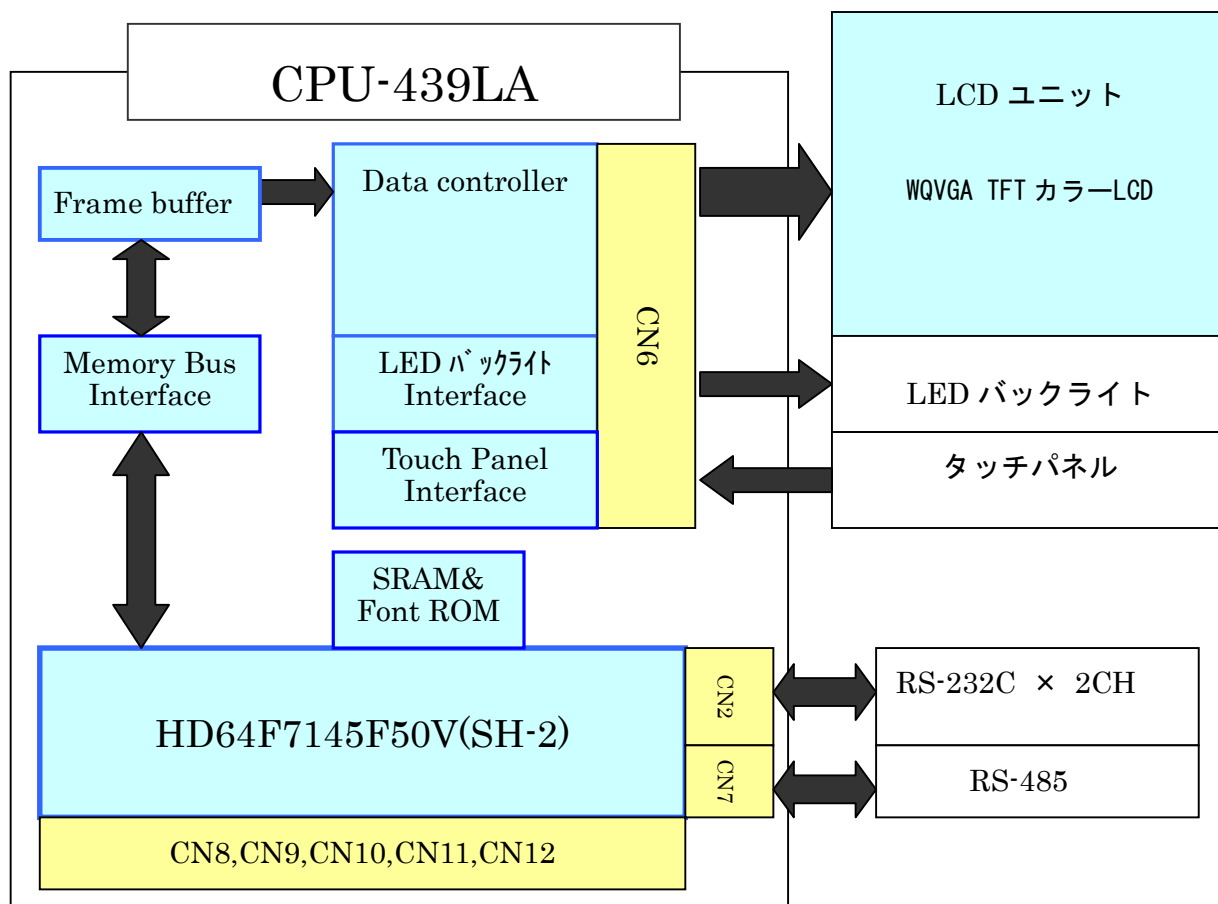 CPU-439LA
LCD ユニット
WQVGA TFT カラーLCD
Frame buffer
Data controller
CN6
Memory Bus
Interface
LED ﾊﾞｯｸﾗｲﾄ
Interface
LED バックライト
Touch Panel
Interface
タッチパネル
SRAM&
Font ROM
HD64F7145F50V(SH-2)
CN2
RS-232C × 2CH
CN7
RS-485
CN8,CN9,CN10,CN11,CN12